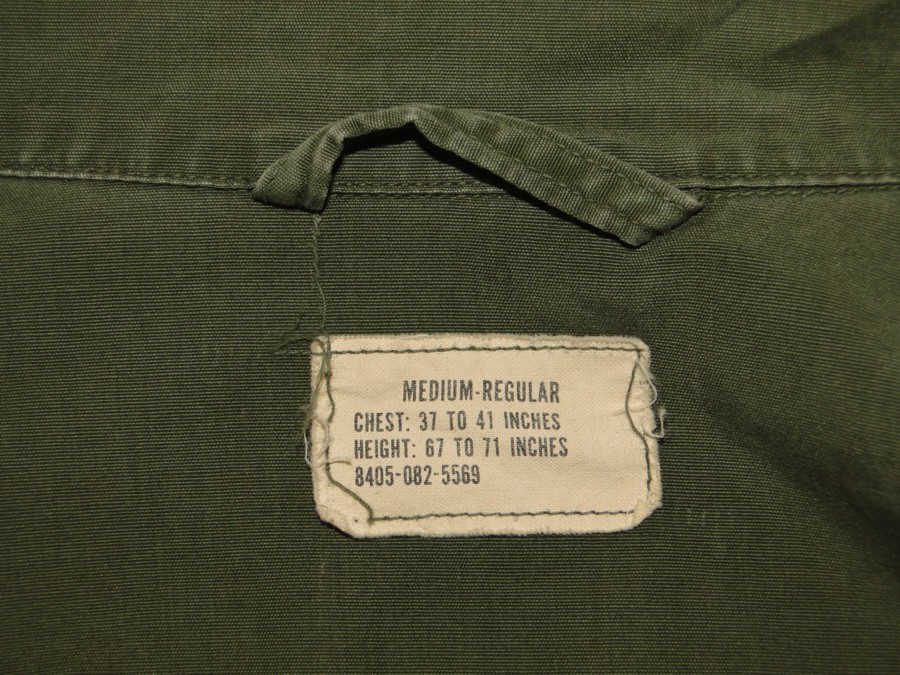 MEDIUM-REGULAR
CHEST: 37 TO 41 INCHES
HEIGHT: 67 TO 71 INCHES
8405-082-5569